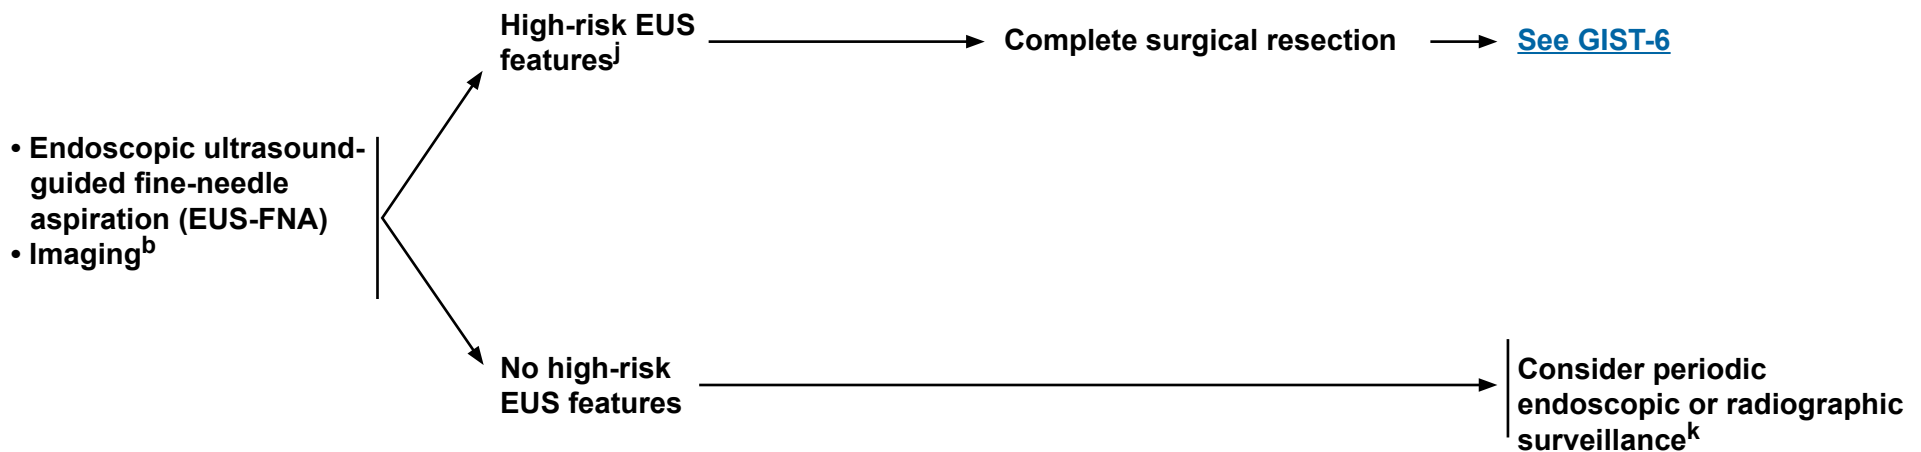 • Endoscopic ultrasound-
guided fine-needle
aspiration (EUS-FNA)
• Imagingb
High-risk EUS
featuresj
Complete surgical resection
See GIST-6
No high-risk
EUS features
Consider periodic
endoscopic or radiographic
surveillancek